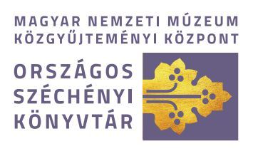 MAGYAR NEMZETI MÚZEUM
KÖZGYŰJTEMÉNYI KÖZPONT
ORSZÁGOS
SZÉCHÉNYI
KÖNYVTÁR